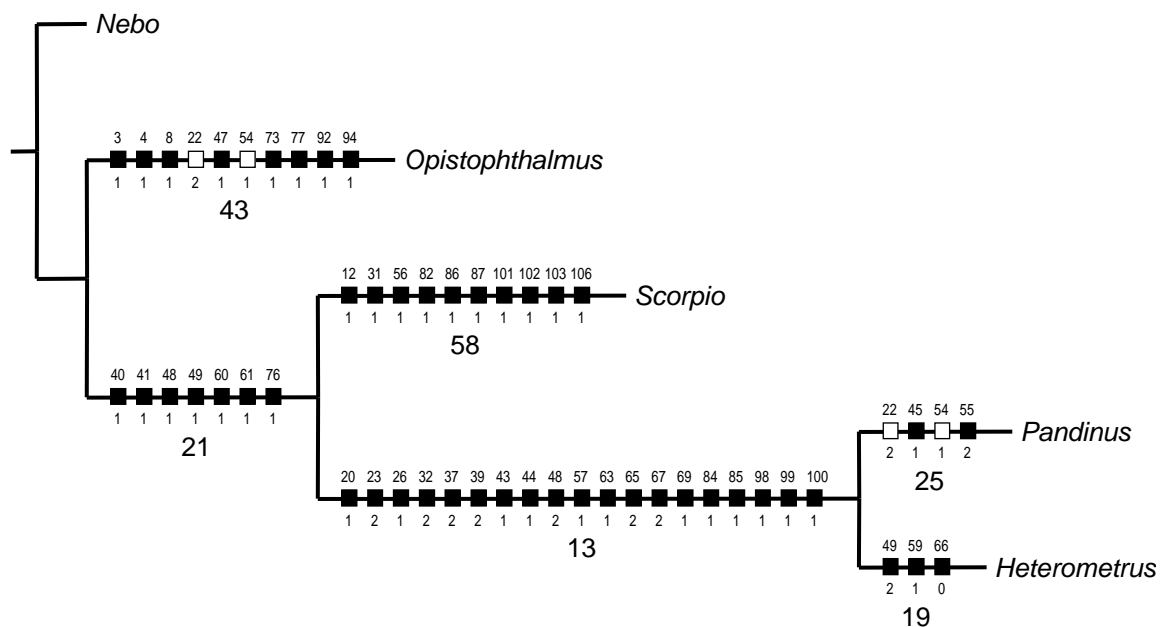 Nebo
3 4 8 22 47 54 73 77 92 94
Opistophthalmus
1 1 1 2 1 1 1 1 1 1
43
12 31 56 82 86 87 101 102 103 106
Scorpio
1 1 1 1 1 1 1 1 1 1
58
40 41 48 49 60 61 76
1 1 1 1 1 1 1
21
22 45 54 55
Pandinus
2 1 1 2
25
20 23 26 32 37 39 43 44 48 57 63 65 67 69 84 85 98 99 100
1 2 1 2 2 2 1 1 2 1 1 2 2 1 1 1 1 1 1
13
49 59 66
Heterometrus
2 1 0
19